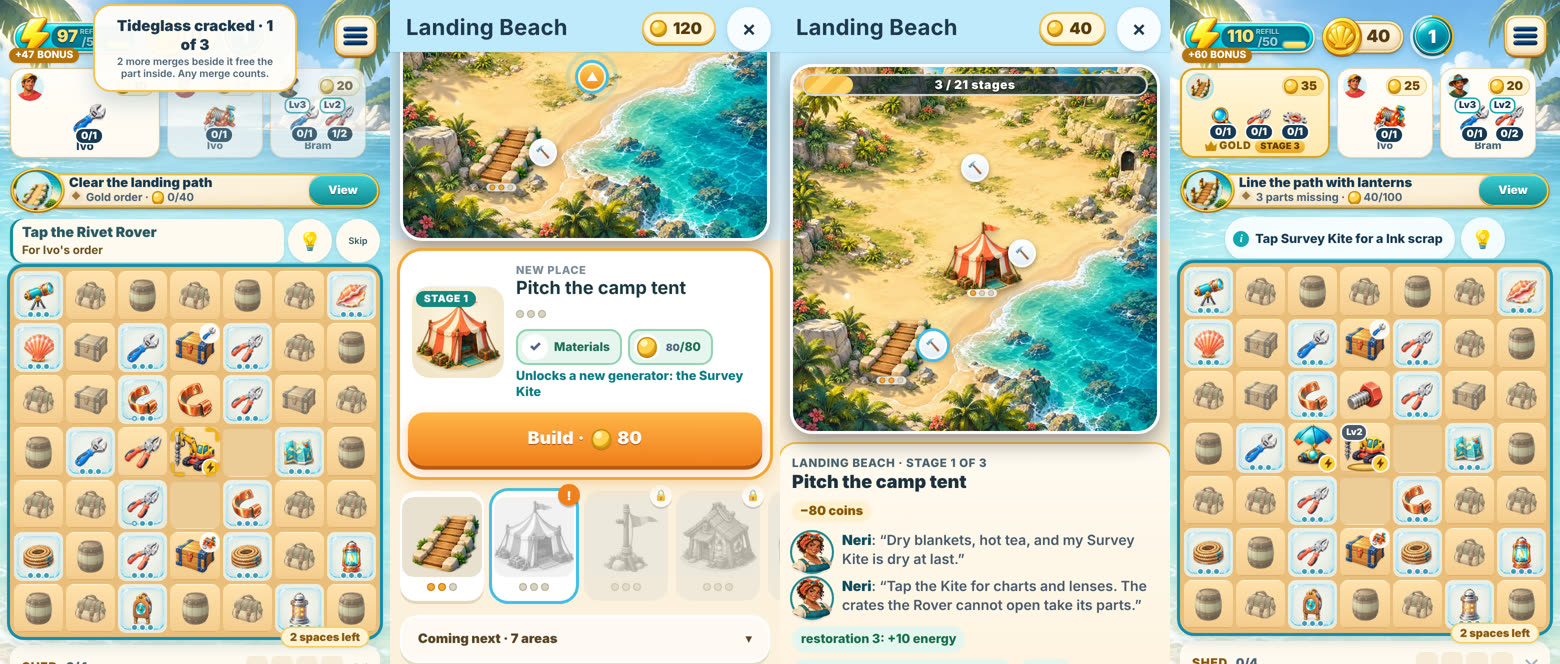 97
REFILL
/5
+47 BONUS
Tideglass cracked · 1
of 3
2 more merges beside it free the
part inside. Any merge counts.
0/1
Ivo
0/1
Ivo
20
Lv3
Lv2
0/1
1/2
Bram
Clear the landing path
Gold order · 0/40
View
Tap the Rivet Rover
For Ivo's order
Skip
2 spaces left
SHED 0/4
Landing Beach
120
×
NEW PLACE
Pitch the camp tent
STAGE 1
Materials
80/80
Unlocks a new generator: the Survey
Kite
Build · 80
!
Coming next · 7 areas
Landing Beach
40
×
3 / 21 stages
LANDING BEACH · STAGE 1 OF 3
Pitch the camp tent
−80 coins
Neri: “Dry blankets, hot tea, and my Survey
Kite is dry at last.”
Neri: “Tap the Kite for charts and lenses. The
crates the Rover cannot open take its parts.”
restoration 3: +10 energy
110
REFILL
/50
+60 BONUS
40
1
35
0/1
0/1
0/1
GOLD
STAGE 3
25
0/1
Ivo
20
Lv3
Lv2
0/1
0/2
Bram
Line the path with lanterns
3 parts missing · 40/100
View
Tap Survey Kite for a Ink scrap
Lv2
2 spaces left
SHED 0/4